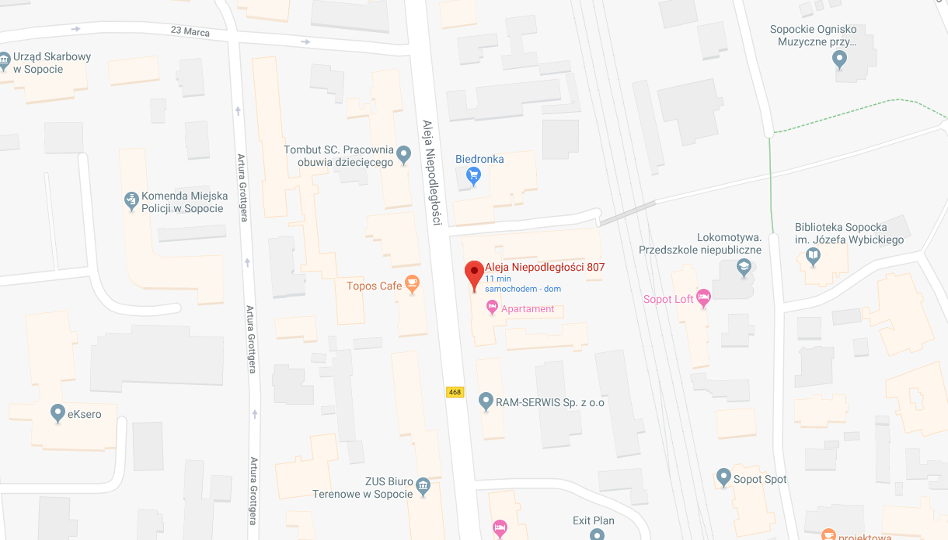 23 Marca
Sopockie Ognisko
Muzyczne przy...
Urząd Skarbowy
w Sopocie
Aleja Niepodległości
Tombut SC. Pracownia
obuwia dziecięcego
Biedronka
Artura Grottgera
Komenda Miejska
Policji w Sopocie
Biblioteka Sopocka
im. Józefa Wybickiego
Lokomotywa.
Przedszkole niepubliczne
Aleja Niepodległości 807
11 min
samochodem - dom
Topos Cafe
Apartament
Sopot Loft
Artura Grottgera
468
RAM-SERWIS Sp. z o.o
eKsero
Artura Grottgera
ZUS Biuro
Terenowe w Sopocie
Sopot Spot
Exit Plan
projektowa